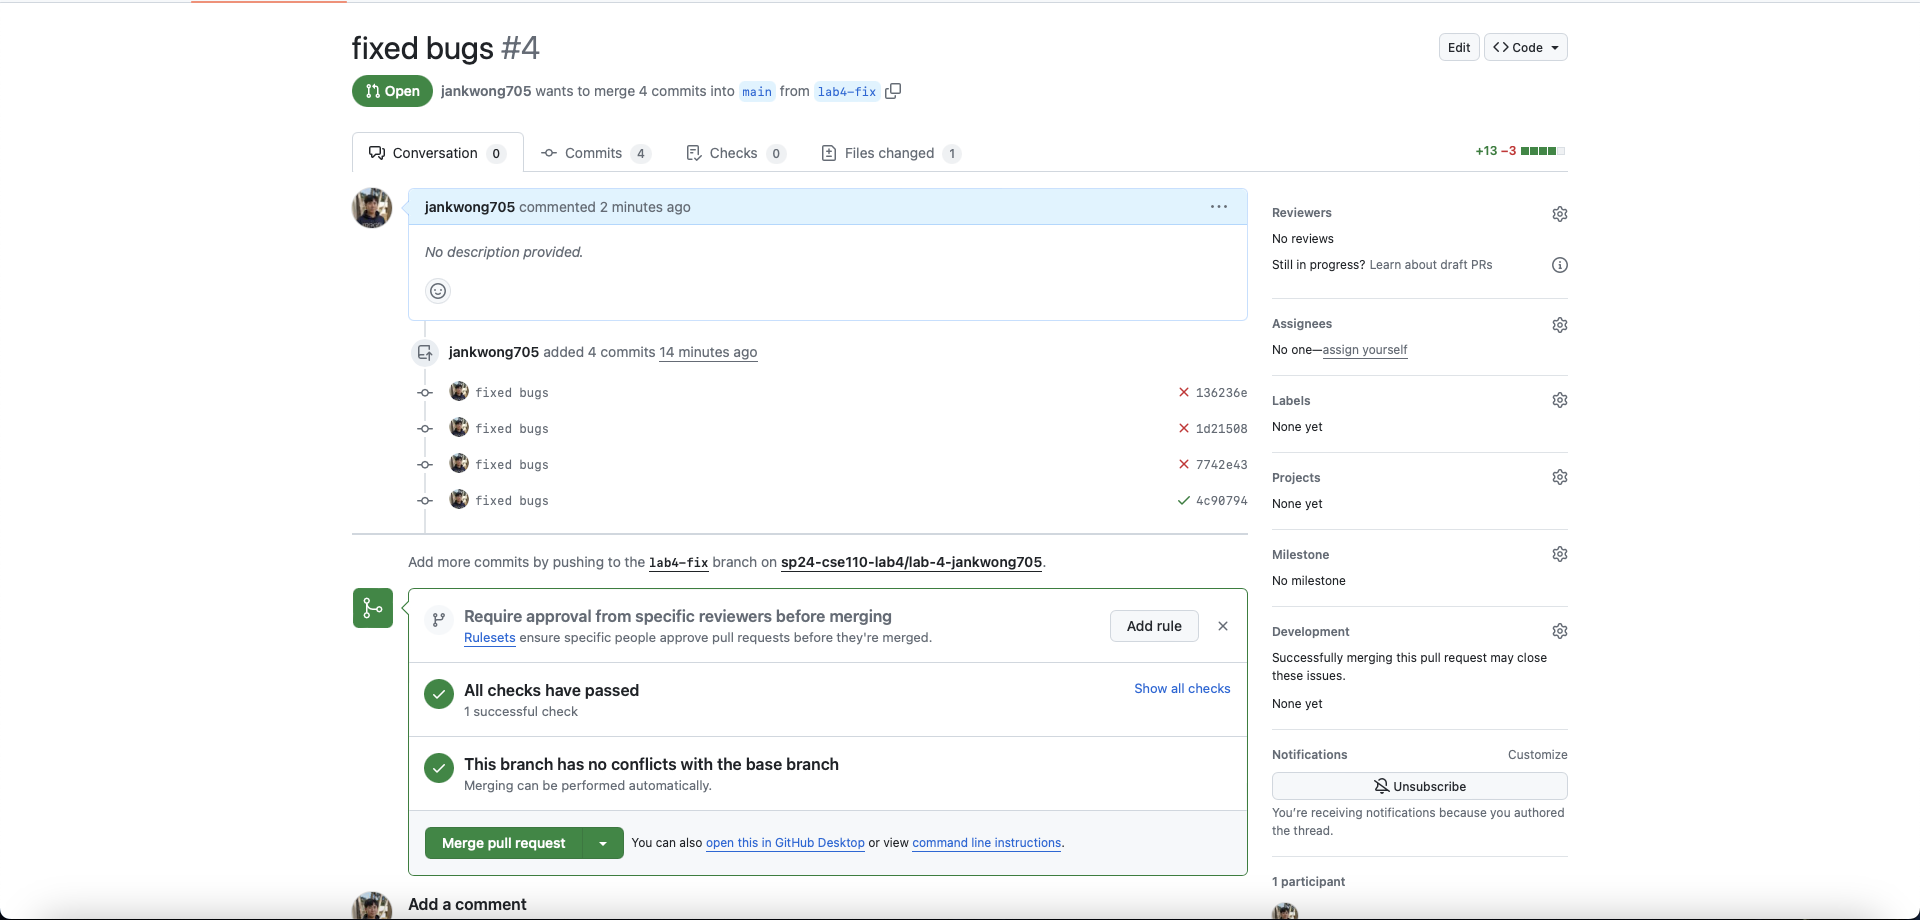 fixed bugs #4
Edit
<> Code
Open
jankwong705 wants to merge 4 commits into main from lab4-fix
Conversation 0
Commits 4
Checks 0
Files changed 1
+13 −3
jankwong705 commented 2 minutes ago
No description provided.
jankwong705 added 4 commits 14 minutes ago
fixed bugs 136236e
fixed bugs 1d21508
fixed bugs 7742e43
fixed bugs 4c90794
Add more commits by pushing to the lab4-fix branch on sp24-cse110-lab4/lab-4-jankwong705.
Require approval from specific reviewers before merging
Rulesets ensure specific people approve pull requests before they're merged.
Add rule
All checks have passed
1 successful check
Show all checks
This branch has no conflicts with the base branch
Merging can be performed automatically.
Merge pull request
You can also open this in GitHub Desktop or view command line instructions.
Add a comment
Reviewers
No reviews
Still in progress? Learn about draft PRs
Assignees
No one—assign yourself
Labels
None yet
Projects
None yet
Milestone
No milestone
Development
Successfully merging this pull request may close
these issues.
None yet
Notifications
Customize
Unsubscribe
You're receiving notifications because you authored
the thread.
1 participant